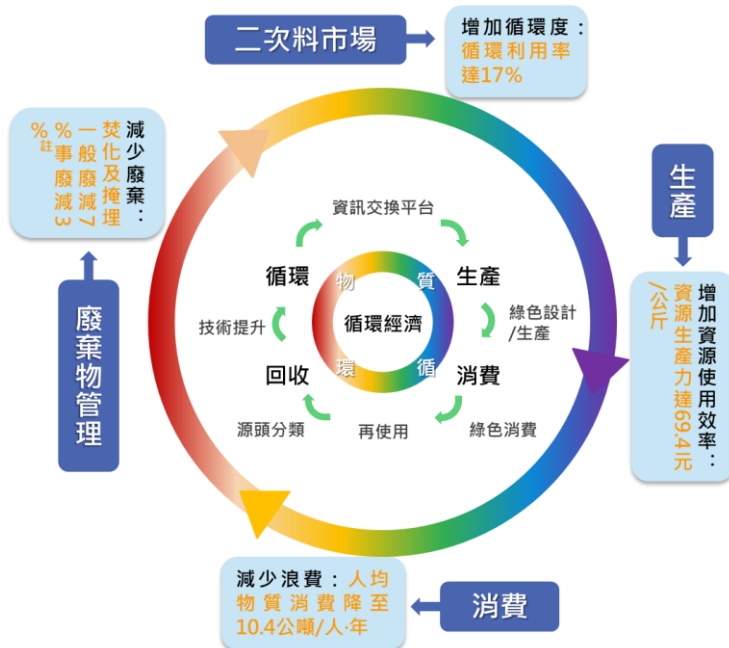 二次料市場
增加循環度：
循環利用率
達17%
減少廢棄：
焚化及掩埋
一般廢減7
%事廢減3
%註
生產
增加資源使用效率：
資源生產力達69.4元
/公斤
廢棄物管理
資訊交換平台
循環
生產
物
質
循環經濟
技術提升
綠色設計
/生產
回收
消費
環
循
源頭分類
再使用
綠色消費
減少浪費：人均
物質消費降至
10.4公噸/人‧年
消費